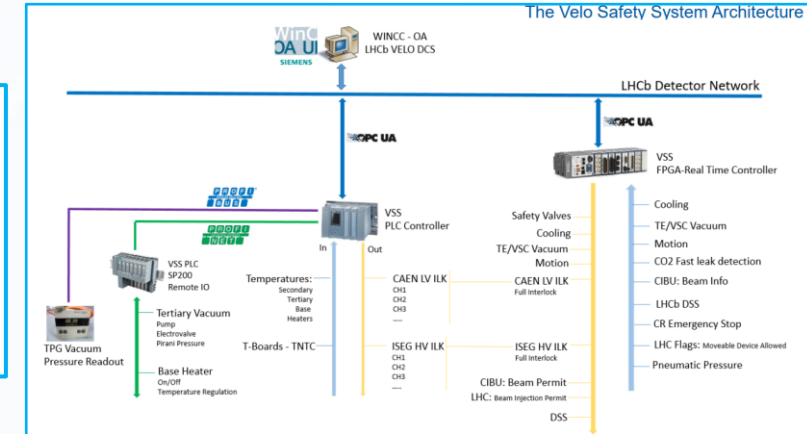 The Velo Safety System Architecture
WinC
OA UI
SIEMENS
WINCC - OA
LHCb VELO DCS
LHCb Detector Network
OPC UA
OPC UA
VSS
FPGA-Real Time Controller
PROFI
BUS
PROFI
NET
VSS
PLC Controller
In
Out
VSS PLC
SP200
Remote IO
TPG Vacuum
Pressure Readout
Tertiary Vacuum
Pump
Electrovalve
Pirani Pressure
Base Heater
On/Off
Temperature Regulation
Temperatures:
Secondary
Tertiary
Base
Heaters
T-Boards - TNTC
CAEN LV ILK
CH1
CH2
CH3
.....
ISEG HV ILK
CH1
CH2
CH3
.....
Safety Valves
Cooling
TE/VSC Vacuum
Motion
CAEN LV ILK
Full Interlock
ISEG HV ILK
Full Interlock
CIBU: Beam Permit
LHC: Beam Injection Permit
DSS
Cooling
TE/VSC Vacuum
Motion
CO2 Fast leak detection
CIBU: Beam Info
LHCb DSS
CR Emergency Stop
LHC Flags: Moveable Device Allowed
Pneumatic Pressure